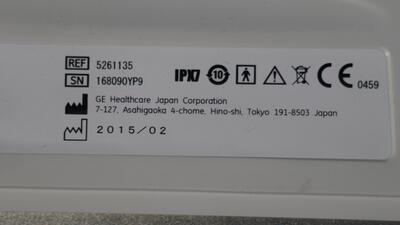 REF 5261135
SN 168090YP9
IPX7 10 CE 0459
GE Healthcare Japan Corporation
7-127, Asahigaoka 4-chome, Hino-shi, Tokyo 191-8503 Japan
2015/02